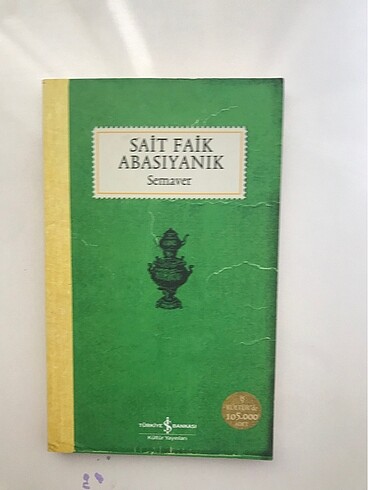 SAİT FAİK
ABASIYANIK
Semaver
105.000
TÜRKİYE İŞ BANKASI
Kültür Yayınları